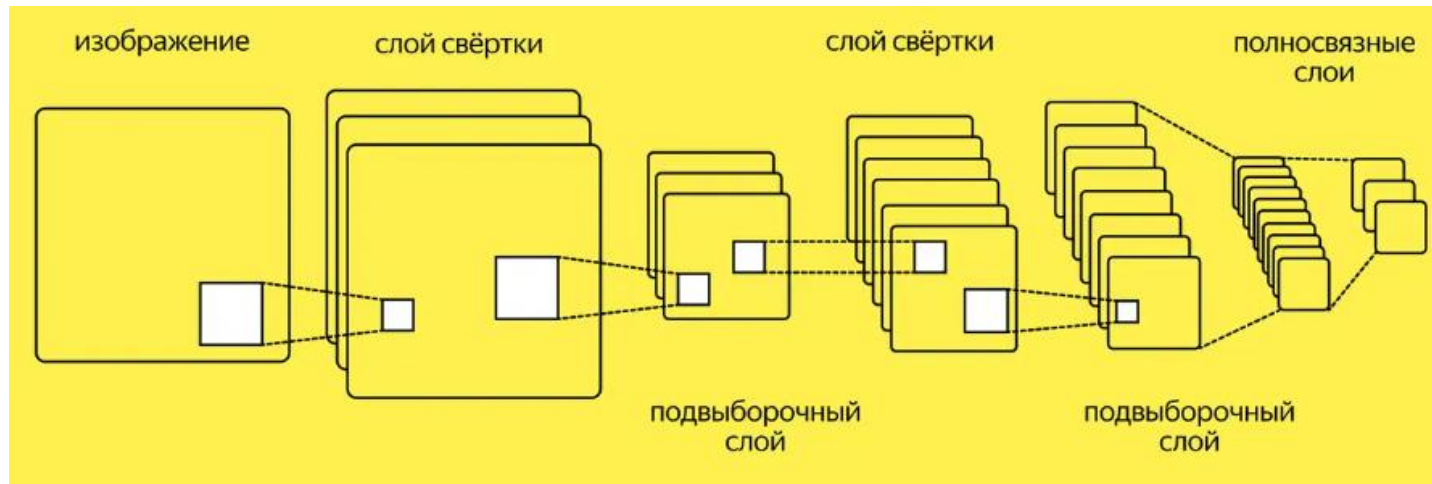 изображение
слой свёртки
слой свёртки
полносвязные
слои
подвыборочный
слой
подвыборочный
слой